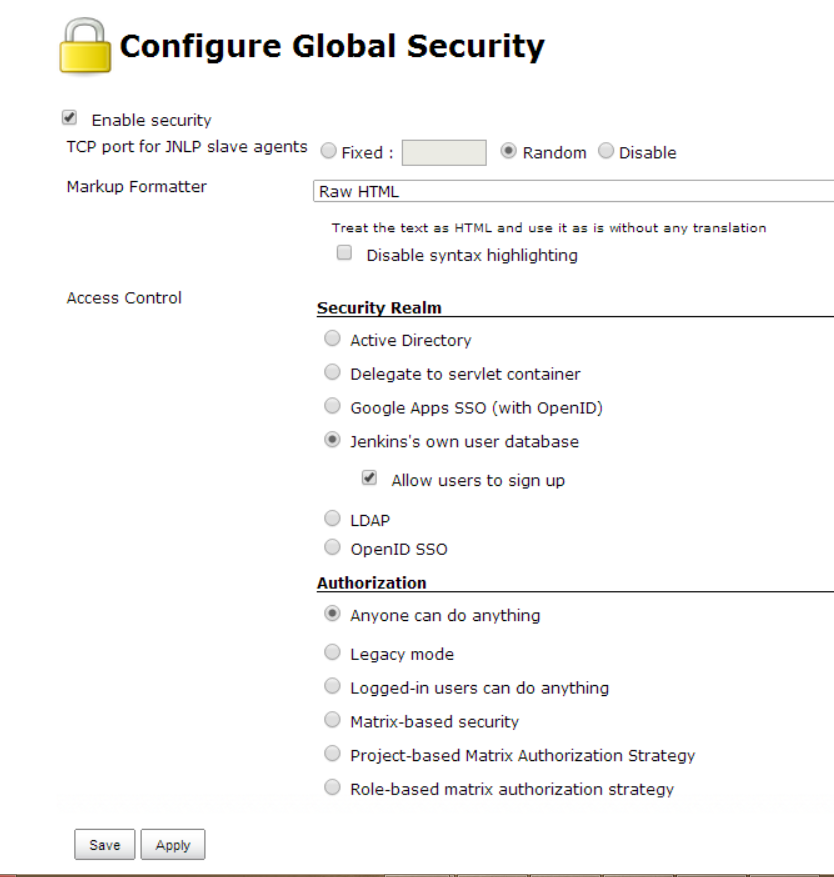 Configure Global Security
Enable security
TCP port for JNLP slave agents Fixed : Random Disable
Markup Formatter Raw HTML
Treat the text as HTML and use it as is without any translation
Disable syntax highlighting
Access Control
Security Realm
Active Directory
Delegate to servlet container
Google Apps SSO (with OpenID)
Jenkins's own user database
Allow users to sign up
LDAP
OpenID SSO
Authorization
Anyone can do anything
Legacy mode
Logged-in users can do anything
Matrix-based security
Project-based Matrix Authorization Strategy
Role-based matrix authorization strategy
Save Apply